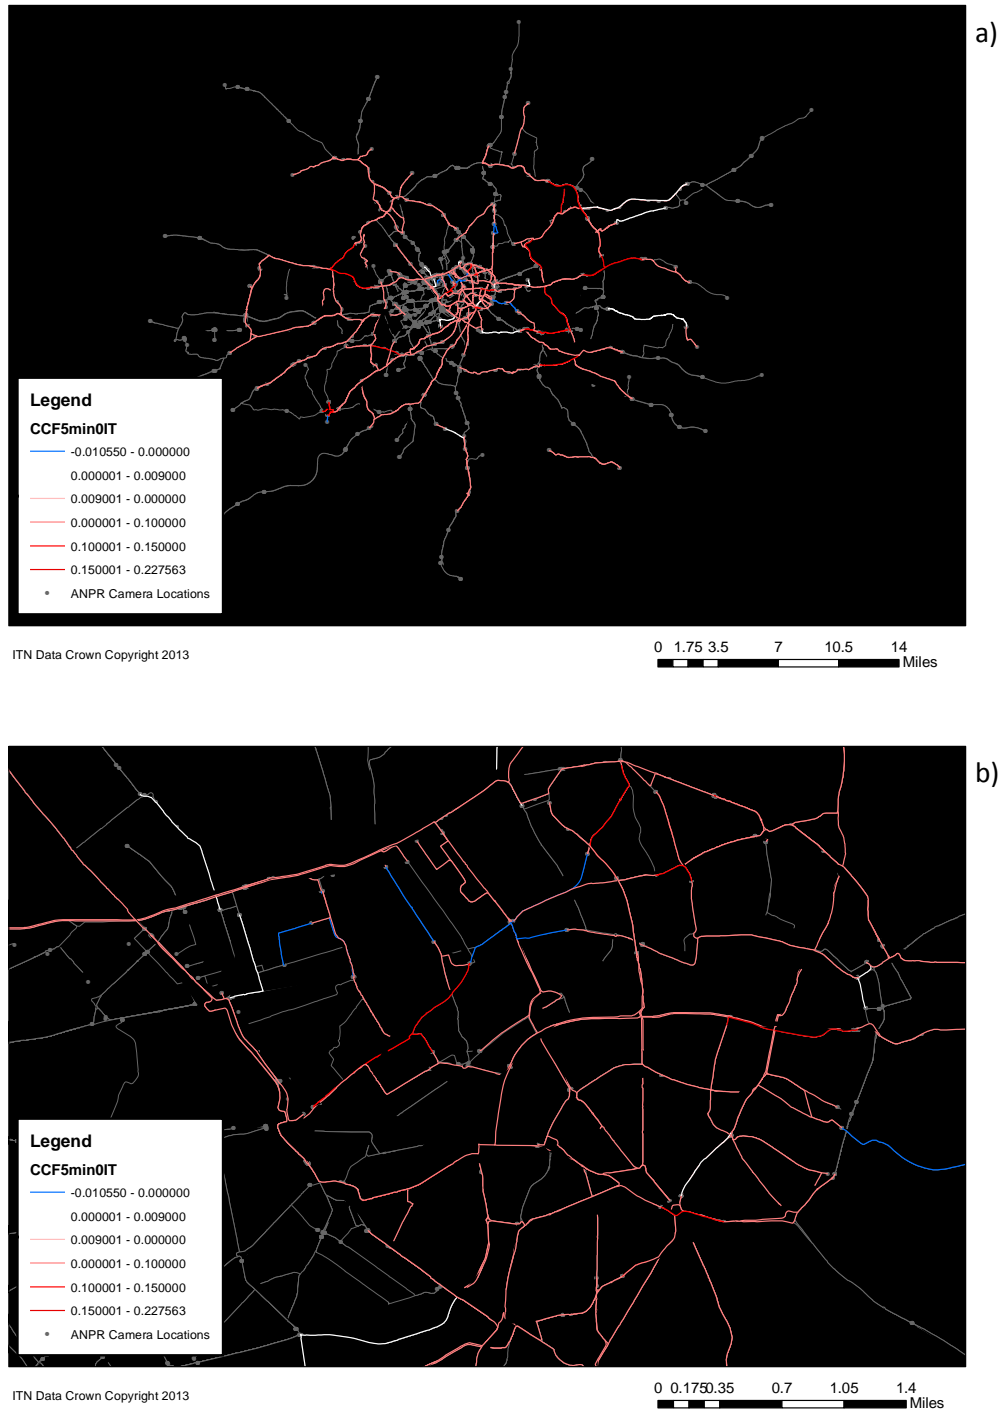 a)
Legend
CCF5min0IT
-0.010550 - 0.000000
0.000001 - 0.009000
0.009001 - 0.000000
0.000001 - 0.100000
0.100001 - 0.150000
0.150001 - 0.227563
ANPR Camera Locations
ITN Data Crown Copyright 2013
0 1.75 3.5 7 10.5 14
Miles
b)
Legend
CCF5min0IT
-0.010550 - 0.000000
0.000001 - 0.009000
0.009001 - 0.000000
0.000001 - 0.100000
0.100001 - 0.150000
0.150001 - 0.227563
ANPR Camera Locations
ITN Data Crown Copyright 2013
0 0.175 0.35 0.7 1.05 1.4
Miles